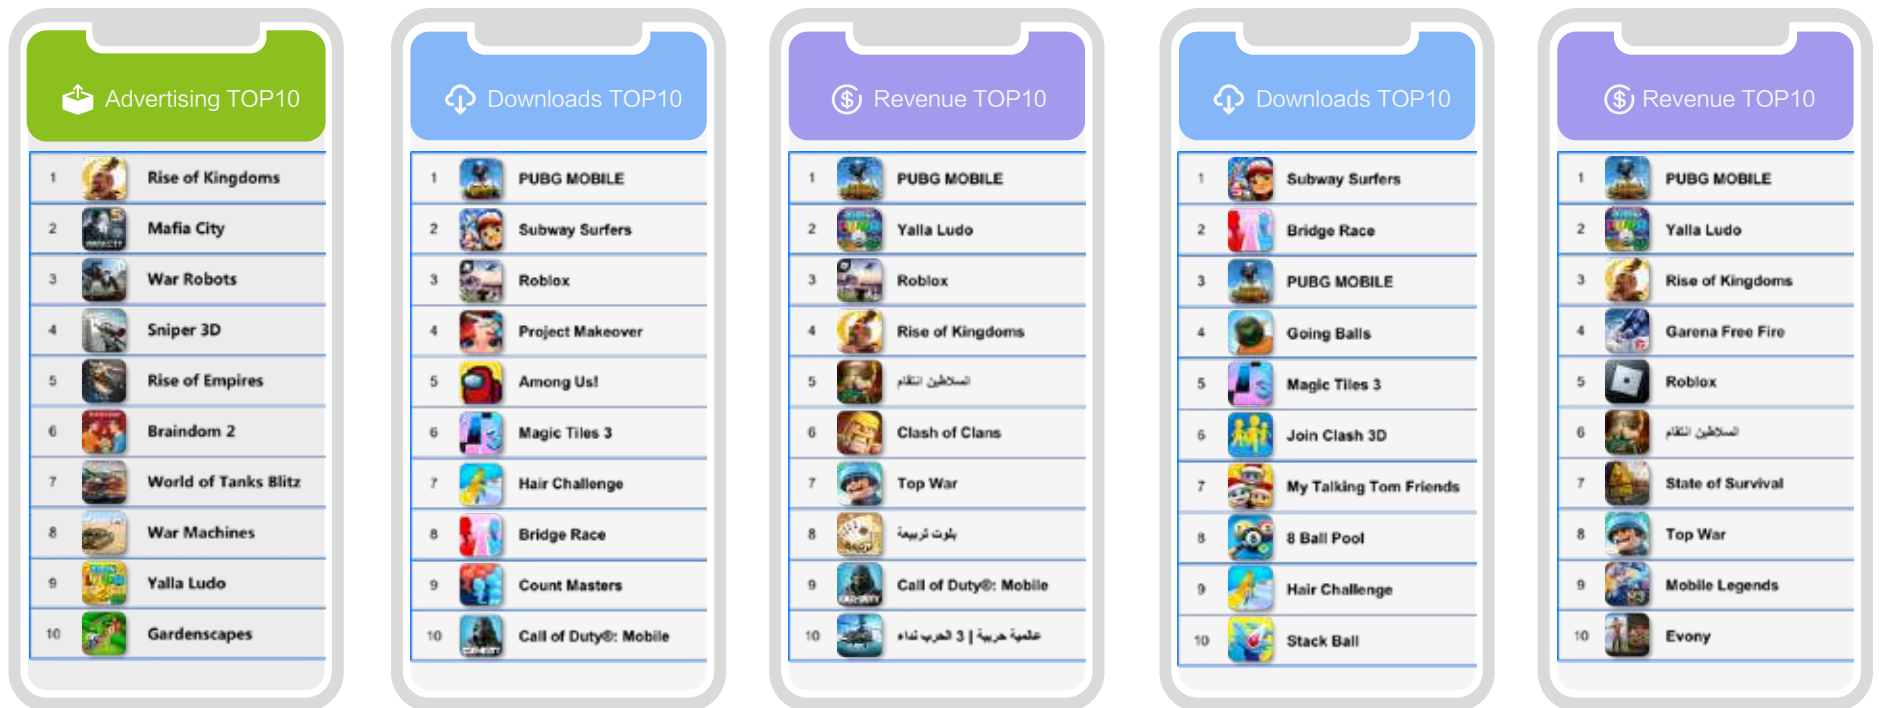 Advertising TOP10
1 Rise of Kingdoms
2 Mafia City
3 War Robots
4 Sniper 3D
5 Rise of Empires
6 Braindom 2
7 World of Tanks Blitz
8 War Machines
9 Yalla Ludo
10 Gardenscapes
Downloads TOP10
1 PUBG MOBILE
2 Subway Surfers
3 Roblox
4 Project Makeover
5 Among Us!
6 Magic Tiles 3
7 Hair Challenge
8 Bridge Race
9 Count Masters
10 Call of Duty®: Mobile
Revenue TOP10
1 PUBG MOBILE
2 Yalla Ludo
3 Roblox
4 Rise of Kingdoms
5 السلاطين انتقام
6 Clash of Clans
7 Top War
8 بلوت تربيعة
9 Call of Duty®: Mobile
10 عالمية حربية | 3 الحرب نداء
Downloads TOP10
1 Subway Surfers
2 Bridge Race
3 PUBG MOBILE
4 Going Balls
5 Magic Tiles 3
6 Join Clash 3D
7 My Talking Tom Friends
8 8 Ball Pool
9 Hair Challenge
10 Stack Ball
Revenue TOP10
1 PUBG MOBILE
2 Yalla Ludo
3 Rise of Kingdoms
4 Garena Free Fire
5 Roblox
6 السلاطين انتقام
7 State of Survival
8 Top War
9 Mobile Legends
10 Evony